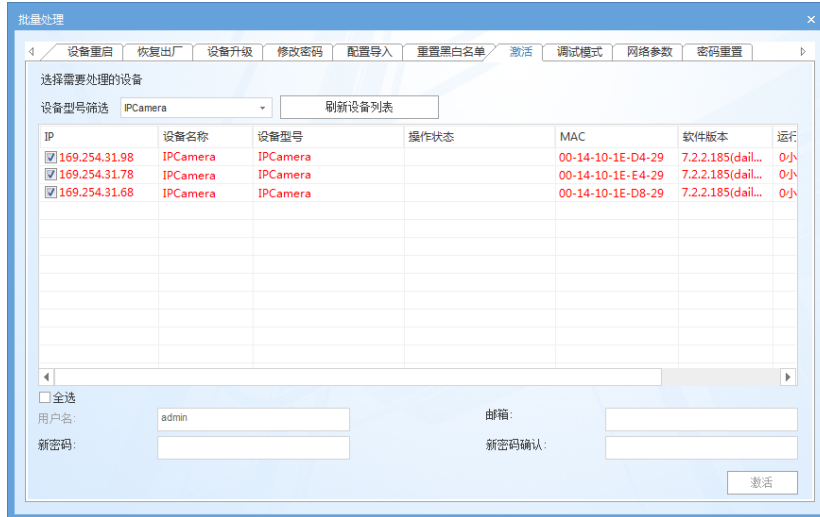 批量处理
设备重启 恢复出厂 设备升级 修改密码 配置导入 重置黑白名单 激活 调试模式 网络参数 密码重置
选择需要处理的设备
设备型号筛选 IPCamera 刷新设备列表
IP 设备名称 设备型号 操作状态 MAC 软件版本 运行
169.254.31.98 IPCamera IPCamera 00-14-10-1E-D4-29 7.2.2.185(dail... 0小
169.254.31.78 IPCamera IPCamera 00-14-10-1E-E4-29 7.2.2.185(dail... 0小
169.254.31.68 IPCamera IPCamera 00-14-10-1E-D8-29 7.2.2.185(dail... 0小
全选
用户名: admin 邮箱:
新密码: 新密码确认:
激活